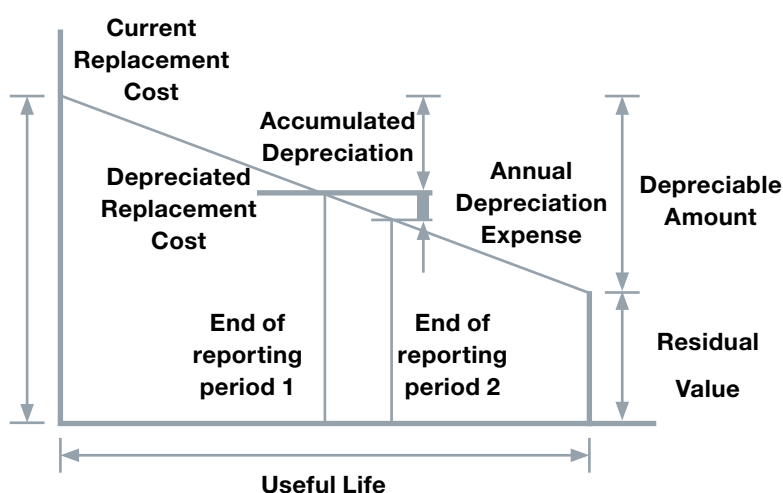 Current
Replacement
Cost
Accumulated
Depreciation
Depreciated
Replacement
Cost
Annual
Depreciation
Expense
Depreciable
Amount
End of
reporting
period 1
End of
reporting
period 2
Residual
Value
Useful Life